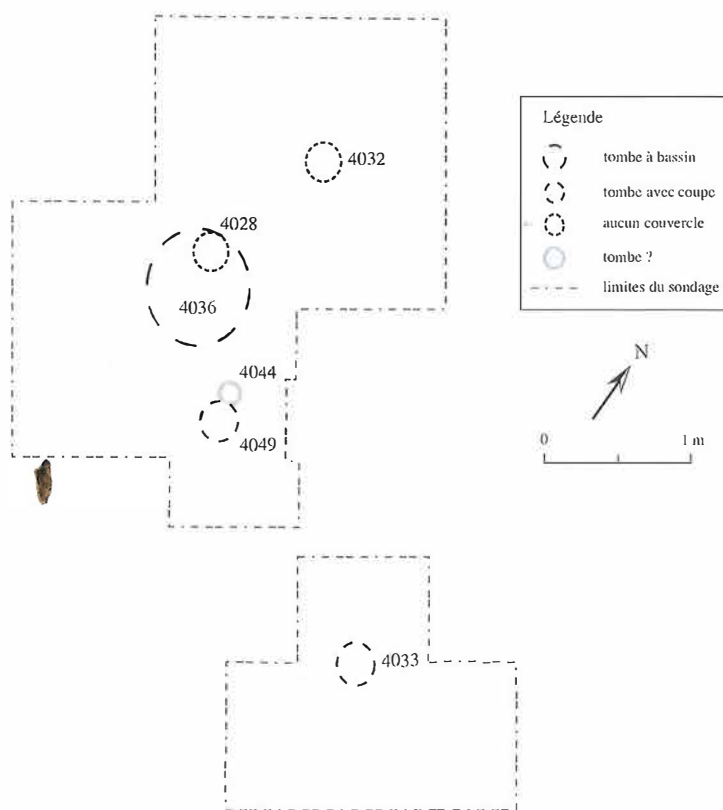 4032
4028
4036
4044
4049
4033
Légende
tombe à bassin
tombe avec coupe
aucun couvercle
tombe ?
limites du sondage
N
0 1 m